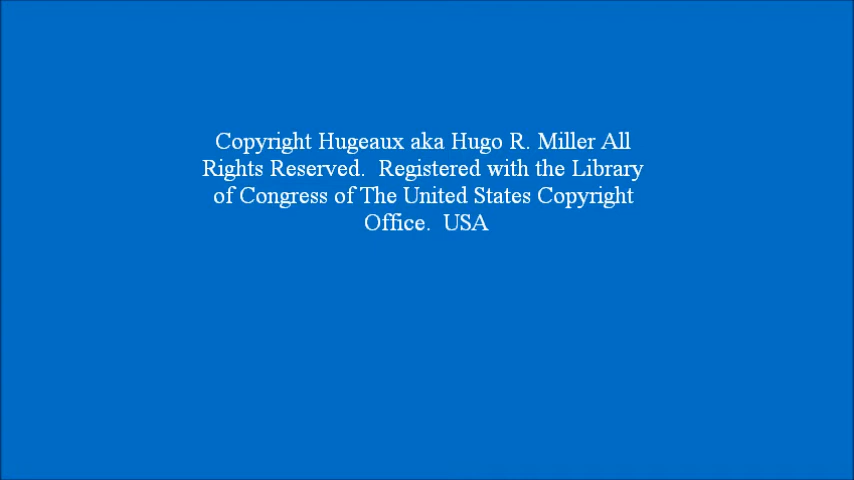 Copyright Hugeaux aka Hugo R. Miller All
Rights Reserved.  Registered with the Library
of Congress of The United States Copyright
Office.  USA